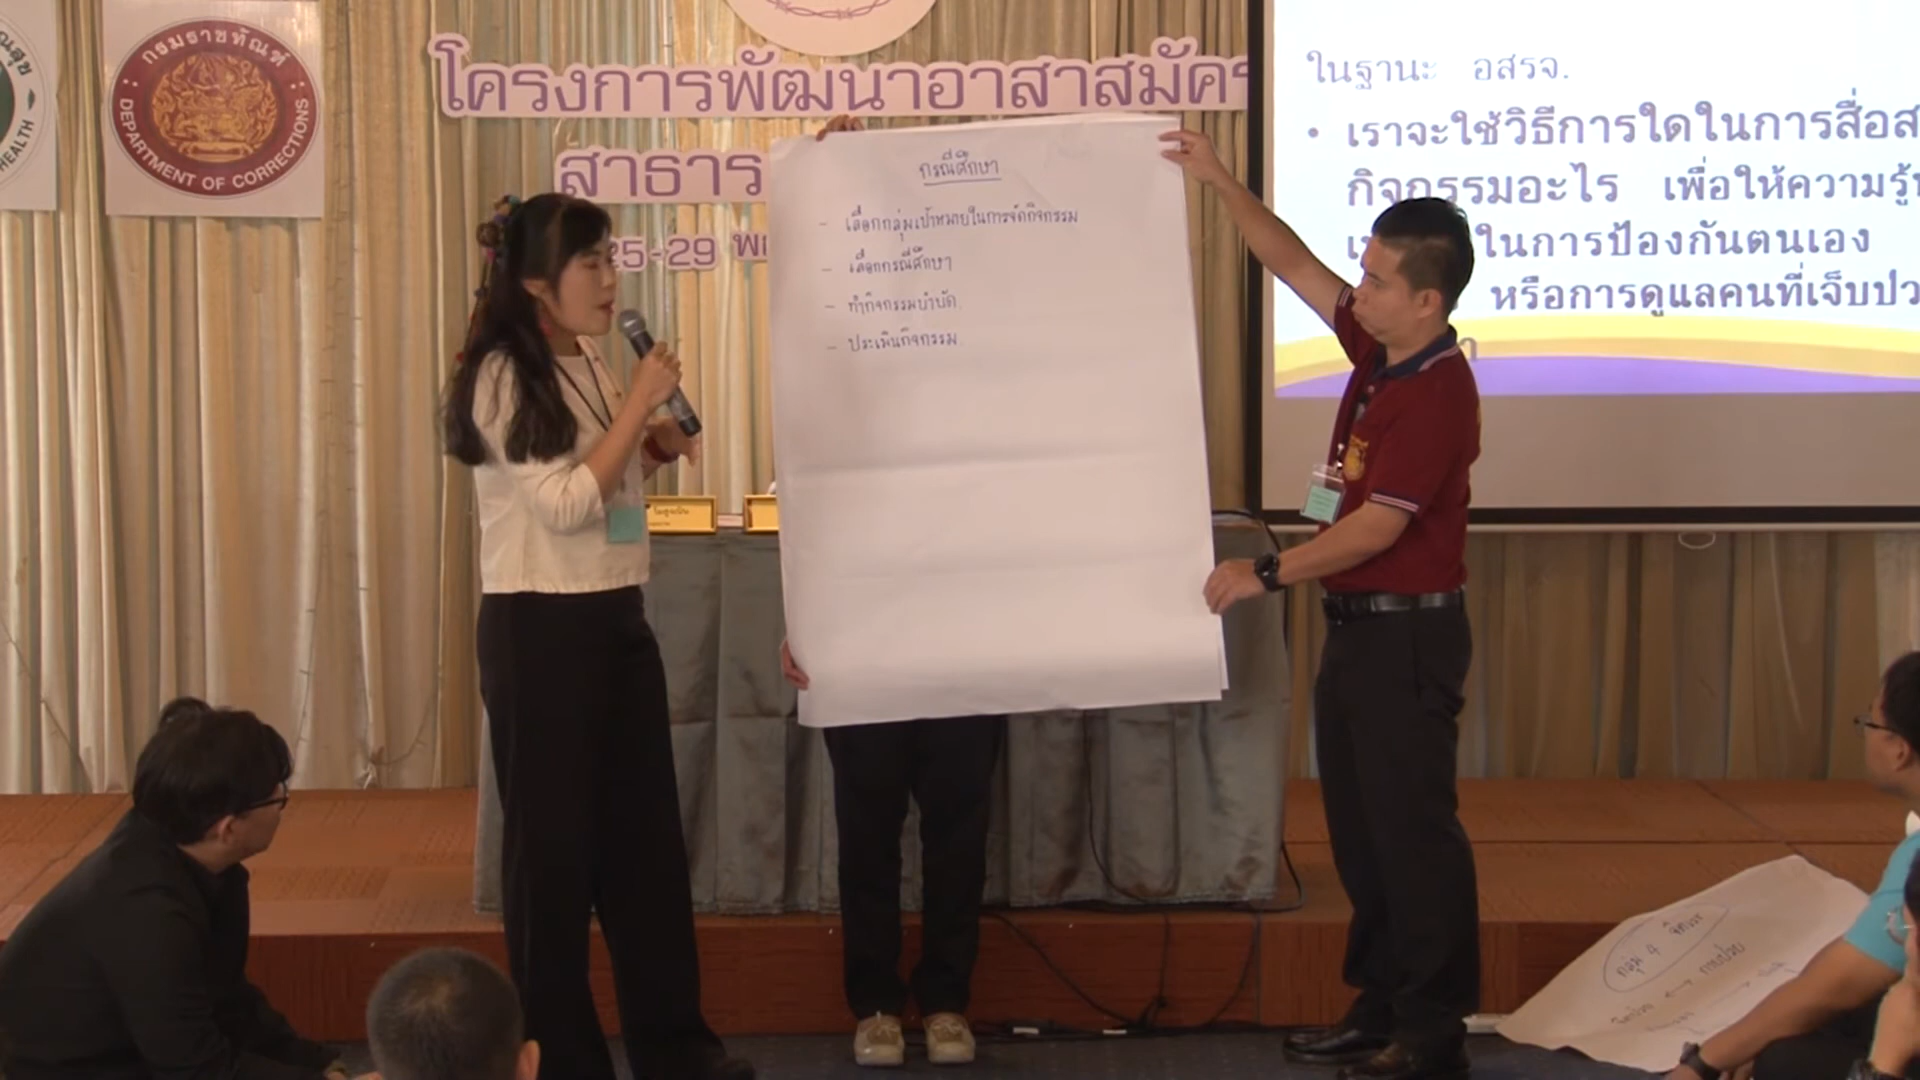 ณสุข
HEALTH
กรมราชทัณฑ์
DEPARTMENT OF CORRECTIONS
โครงการพัฒนาอาสาสมัคร
สาธาร
25-29 พ
กรณีศึกษา
- เลือกกลุ่มเป้าหมายในการจัดกิจกรรม
- เลือกกรณีศึกษา
- ทำกิจกรรมบำบัด
- ประเมินกิจกรรม
ในฐานะ อสรจ.
• เราจะใช้วิธีการใดในการสื่อส
กิจกรรมอะไร เพื่อให้ความรู้
ในการป้องกันตนเอง
หรือการดูแลคนที่เจ็บป่ว
กลุ่ม 4